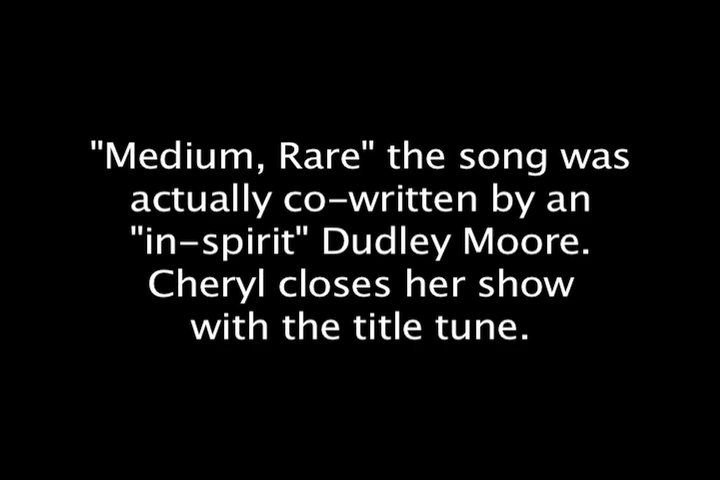 "Medium, Rare" the song was
actually co-written by an
"in-spirit" Dudley Moore.
Cheryl closes her show
with the title tune.